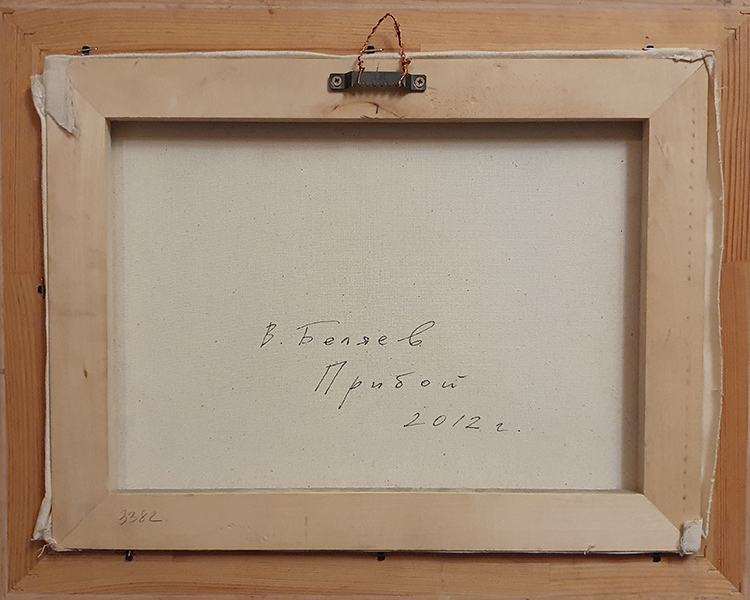 В. Беляев
Прибой
2012 г.
3382